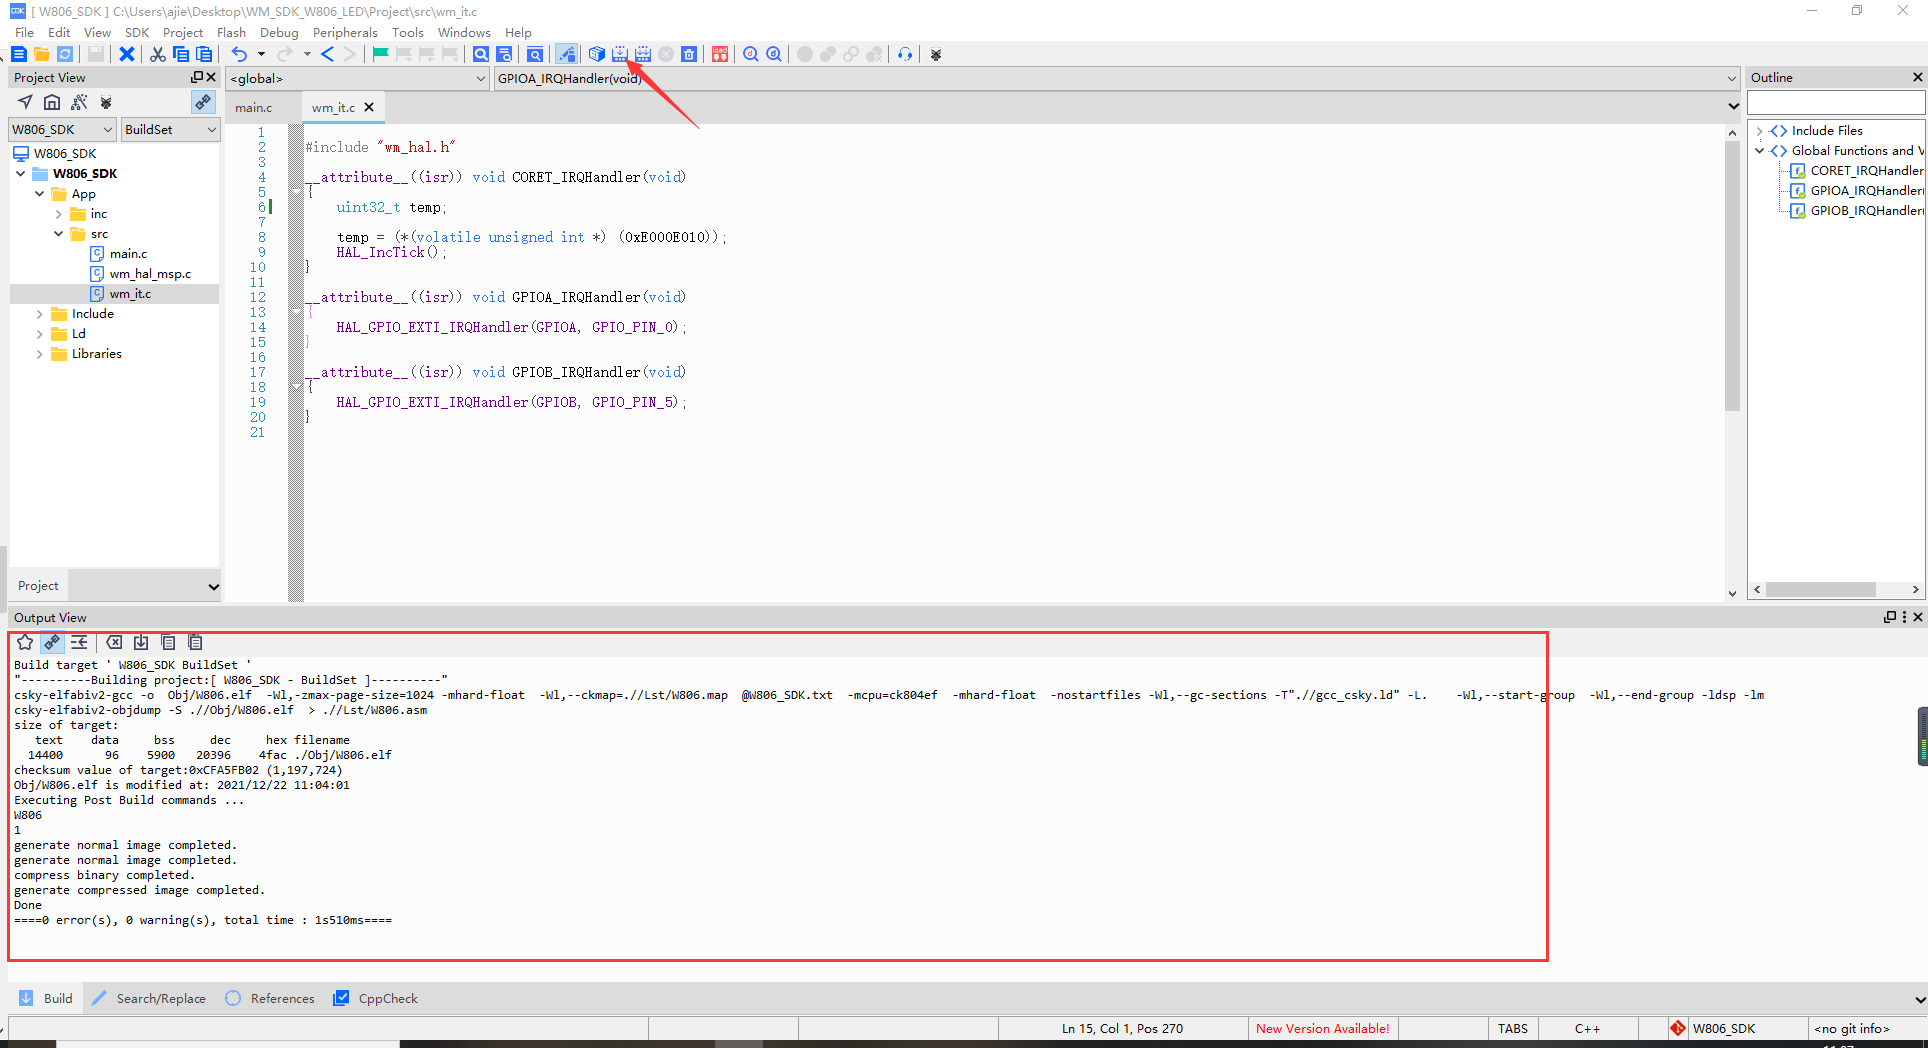 CDK [ W806_SDK ] C:\Users\ajie\Desktop\WM_SDK_W806_LED\Project\src\wm_it.c
File Edit View SDK Project Flash Debug Peripherals Tools Windows Help
Project View
<global>
GPIOA_IRQHandler(void)
Outline
main.c
wm_it.c
W806_SDK
BuildSet
W806_SDK
W806_SDK
App
inc
src
main.c
wm_hal_msp.c
wm_it.c
Include
Ld
Libraries
Project
1
2 #include "wm_hal.h"
3
4 __attribute__((isr)) void CORET_IRQHandler(void)
5 {
6 uint32_t temp;
7
8 temp = (*(volatile unsigned int *) (0xE000E010));
9 HAL_IncTick();
10 }
11
12 __attribute__((isr)) void GPIOA_IRQHandler(void)
13 {
14 HAL_GPIO_EXTI_IRQHandler(GPIOA, GPIO_PIN_0);
15 }
16
17 __attribute__((isr)) void GPIOB_IRQHandler(void)
18 {
19 HAL_GPIO_EXTI_IRQHandler(GPIOB, GPIO_PIN_5);
20 }
21
Include Files
Global Functions and V
CORET_IRQHandler
GPIOA_IRQHandler(
GPIOB_IRQHandler(
Output View
Build target ' W806_SDK BuildSet '
"----------Building project:[ W806_SDK - BuildSet ]----------"
csky-elfabiv2-gcc -o Obj/W806.elf -Wl,-zmax-page-size=1024 -mhard-float -Wl,--ckmap=.//Lst/W806.map @W806_SDK.txt -mcpu=ck804ef -mhard-float -nostartfiles -Wl,--gc-sections -T".//gcc_csky.ld" -L. -Wl,--start-group -Wl,--end-group -ldsp -lm
csky-elfabiv2-objdump -S .//Obj/W806.elf > .//Lst/W806.asm
size of target:
text data bss dec hex filename
14400 96 5900 20396 4fac ./Obj/W806.elf
checksum value of target:0xCFA5FB02 (1,197,724)
Obj/W806.elf is modified at: 2021/12/22 11:04:01
Executing Post Build commands ...
W806
1
generate normal image completed.
generate normal image completed.
compress binary completed.
generate compressed image completed.
Done
====0 error(s), 0 warning(s), total time : 1s510ms====
Build Search/Replace References CppCheck
Ln 15, Col 1, Pos 270 New Version Available! TABS C++ W806_SDK <no git info>